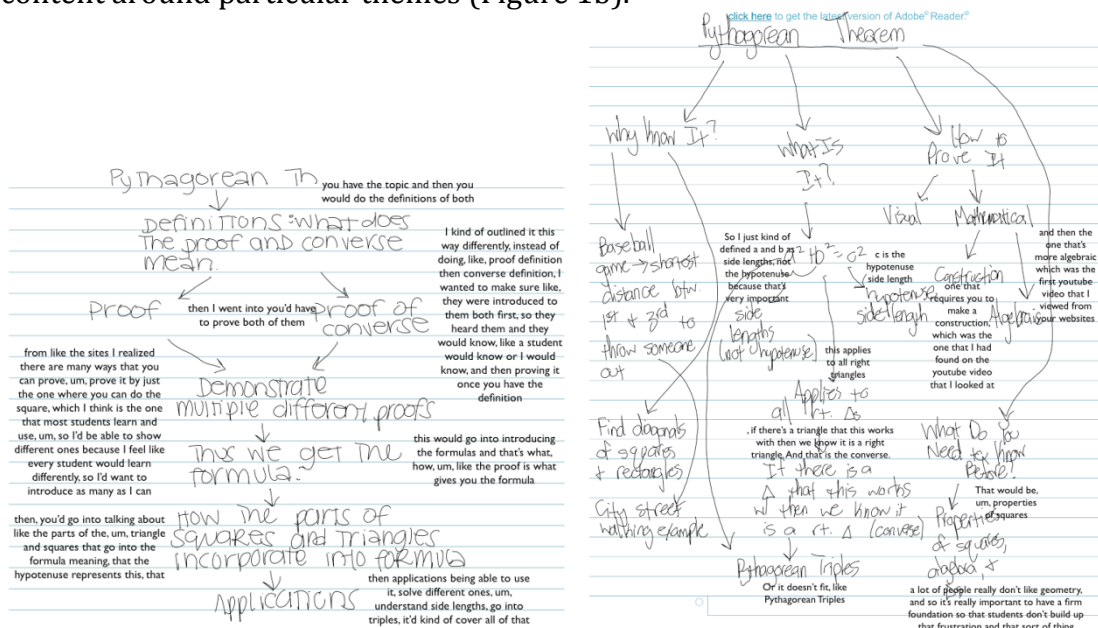 content around particular themes (Figure 1b).
click here to get the latest version of Adobe® Reader®.
Pythagorean Th
you have the topic and then you
would do the definitions of both
Definitions: what does
the proof and converse
mean.
I kind of outlined it this
way differently, instead of
doing, like, proof definition
then converse definition, I
wanted to make sure like,
they were introduced to
them both first, so they
heard them and they
would know, like a student
would know or I would
know, and then proving it
once you have the
definition
Proof
then I went into you'd have
to prove both of them
proof of
converse
from like the sites I realized
there are many ways that you
can prove, um, prove it by just
the one where you can do the
square, which I think is the one
that most students learn and
use, um, so I'd be able to show
different ones because I feel like
every student would learn
differently, so I'd want to
introduce as many as I can
Demonstrate
multiple different proofs
Thus we get the
formula.
this would go into introducing
the formulas and that's what,
how, um, like the proof is what
gives you the formula
then, you'd go into talking about
like the parts of the, um, triangle
and squares that go into the
formula meaning, that the
hypotenuse represents this, that
How the parts of
squares and triangles
incorporate into formula
Applications
then applications being able to use
it, solve different ones, um,
understand side lengths, go into
triples, it'd kind of cover all of that
Pythagorean Theorem
Why know It?
What Is
It?
How to
Prove It
Visual
Mathmatical
Baseball
game → shortest
distance btw.
1st + 3rd to
throw someone
out
Find diagonals
of squares
+ rectangles
City street
walking example
So I just kind of
defined a and b as
side lengths, not
the hypotenuse
because that's
very important
a² + b² = c²
c is the
hypotenuse
side length
hypotenuse
side length
side
lengths
(not hypotenuse)
this applies
to all right
triangles
Applies to
all rt. Δs
. if there's a triangle that this works
with then we know it is a right
triangle. And that is the converse.
If there is a
Δ that this works
w/ then we know it
is a rt. Δ (converse)
Pythagorean Triples
Or it doesn't fit, like
Pythagorean Triples
Construction
one that
requires you to
make a
construction,
which was the
one that I had
found on the
youtube video
that I looked at
Algebraic
and then the
one that's
more algebraic
which was the
first youtube
video that I
viewed from
your websites
What Do You
Need to Know
Before?
That would be,
um, properties
of squares
Properties
of squares,
algebra, +
a lot of people really don't like geometry,
and so it's really important to have a firm
foundation so that students don't build up
that frustration and that sort of thing